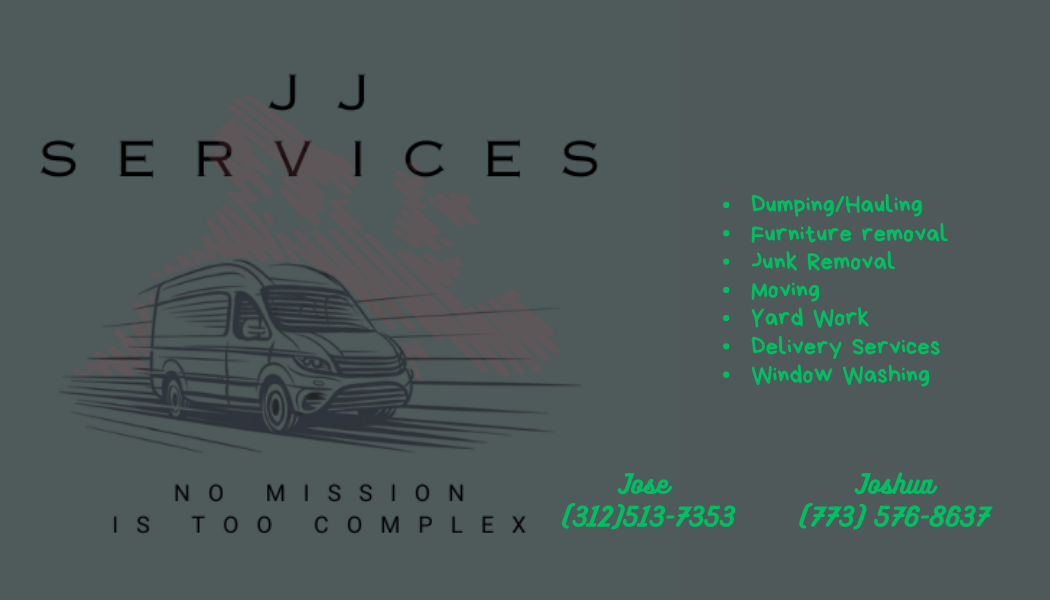 J J
SERVICES
• Dumping/Hauling
• Furniture removal
• Junk Removal
• Moving
• Yard Work
• Delivery Services
• Window Washing
NO MISSION
IS TOO COMPLEX
Jose
(312)513-7353
Joshua
(773) 576-8637